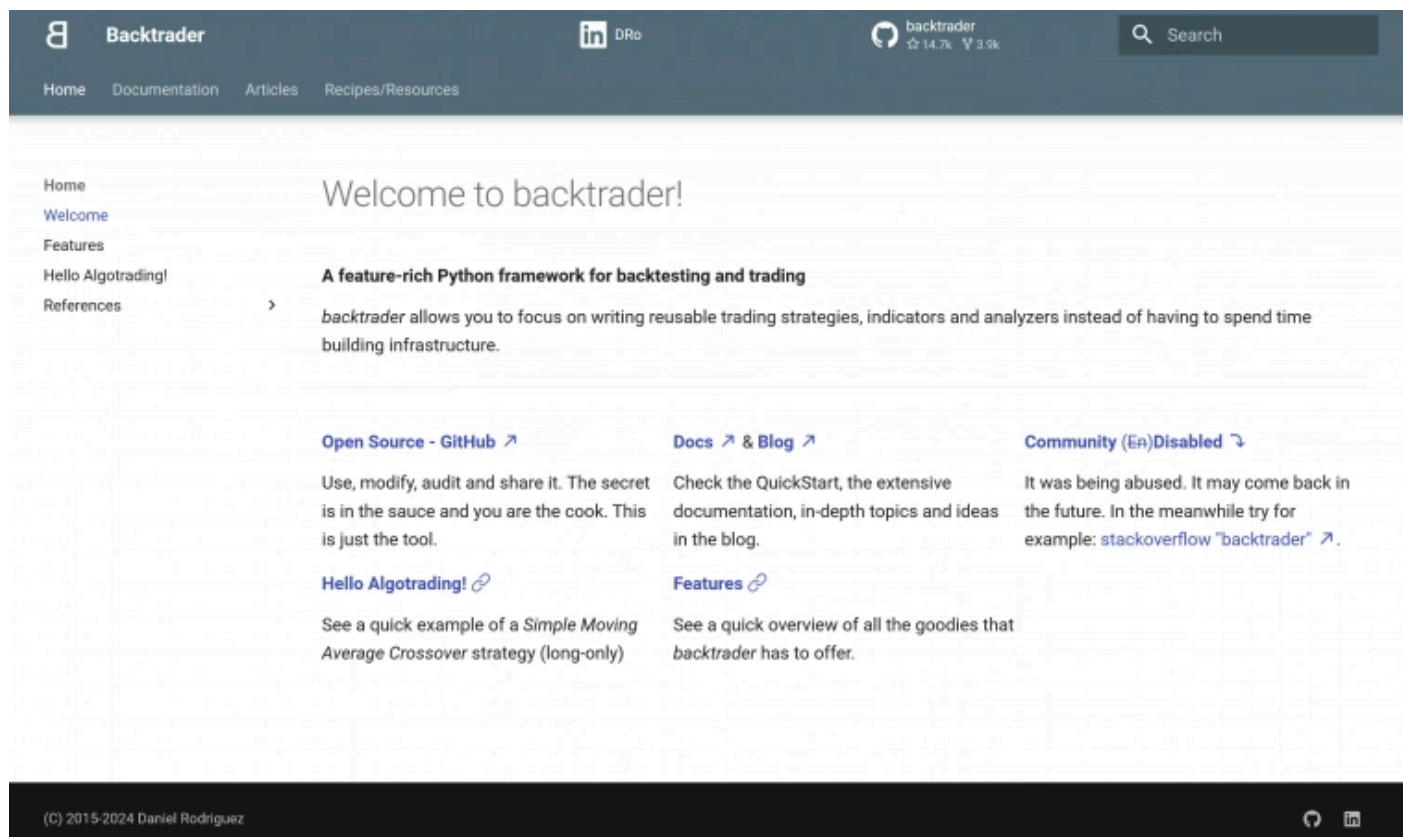 Backtrader
DRo
backtrader
14.7k 3.9k
Search
Home Documentation Articles Recipes/Resources
Home
Welcome
Features
Hello Algotrading!
References
Welcome to backtrader!
A feature-rich Python framework for backtesting and trading
backtrader allows you to focus on writing reusable trading strategies, indicators and analyzers instead of having to spend time
building infrastructure.
Open Source - GitHub
Use, modify, audit and share it. The secret
is in the sauce and you are the cook. This
is just the tool.
Docs & Blog
Check the QuickStart, the extensive
documentation, in-depth topics and ideas
in the blog.
Community (En)Disabled
It was being abused. It may come back in
the future. In the meanwhile try for
example: stackoverflow "backtrader" .
Hello Algotrading!
See a quick example of a Simple Moving
Average Crossover strategy (long-only)
Features
See a quick overview of all the goodies that
backtrader has to offer.
(C) 2015-2024 Daniel Rodriguez